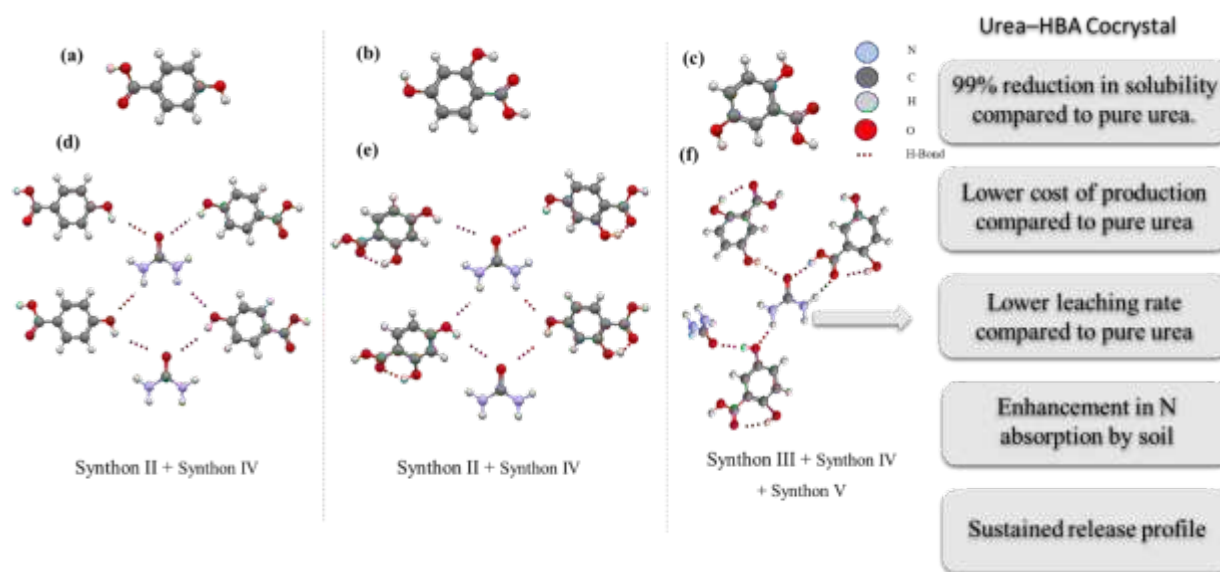 (a)
(b)
(c)
N
C
H
O
H-Bond
(d)
(e)
(f)
Synthon II + Synthon IV
Synthon II + Synthon IV
Synthon III + Synthon IV
+ Synthon V
Urea–HBA Cocrystal
99% reduction in solubility
compared to pure urea.
Lower cost of production
compared to pure urea
Lower leaching rate
compared to pure urea
Enhancement in N
absorption by soil
Sustained release profile